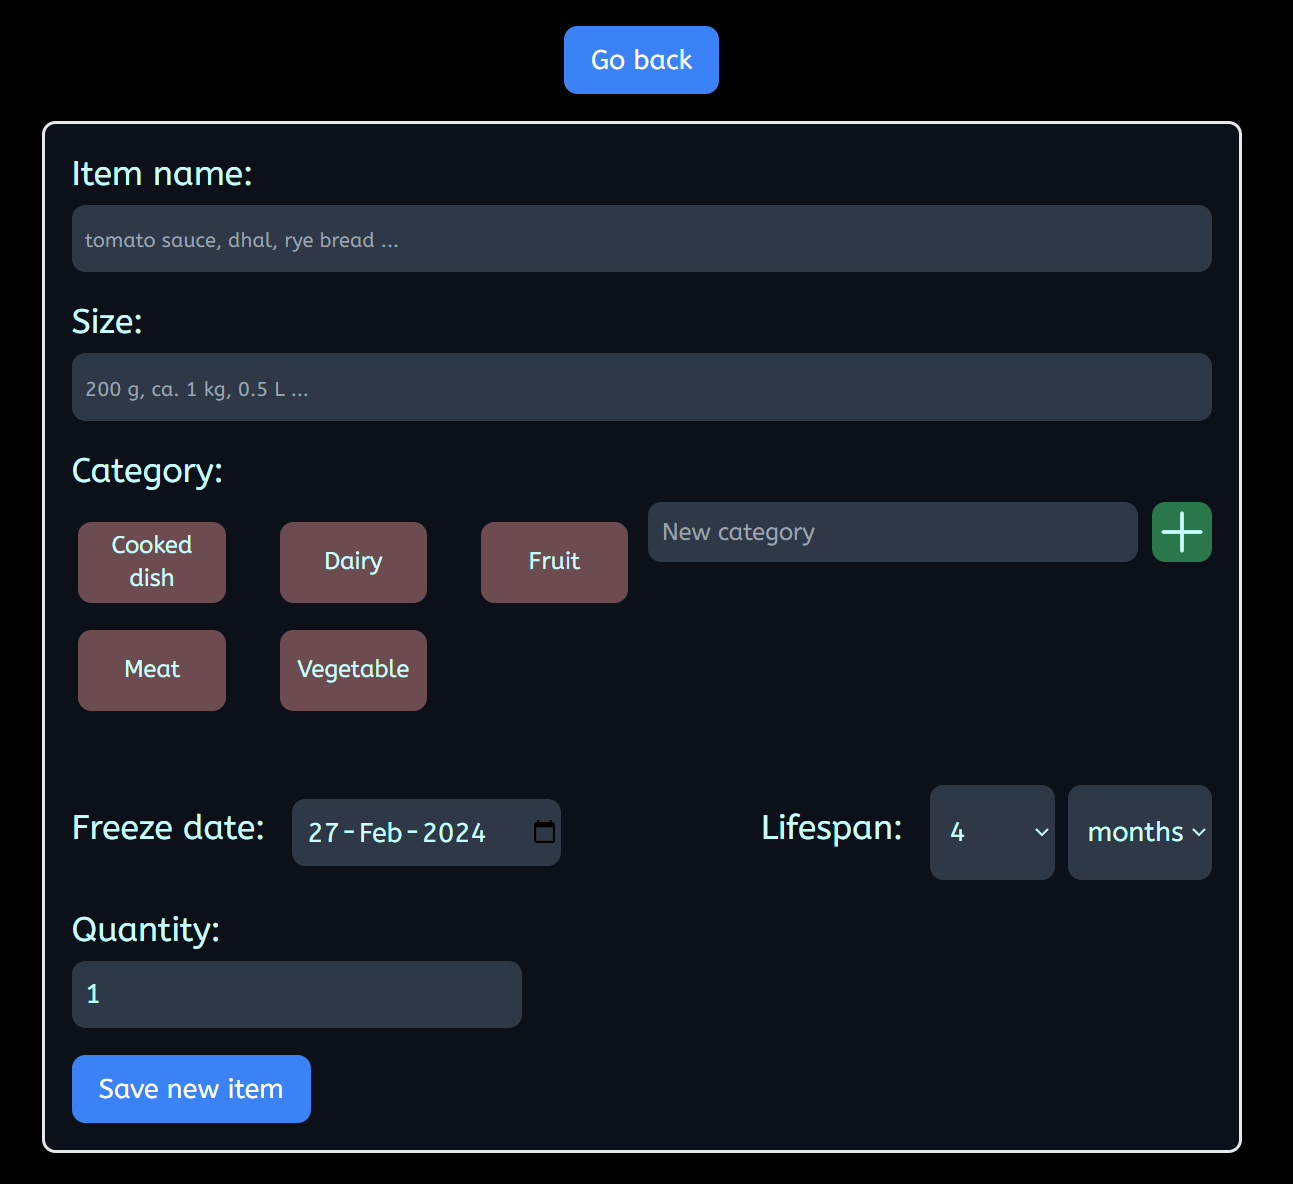 Go back
Item name:
tomato sauce, dhal, rye bread ...
Size:
200 g, ca. 1 kg, 0.5 L ...
Category:
Cooked
dish
Dairy
Fruit
New category
Meat
Vegetable
Freeze date:
27-Feb-2024
Lifespan:
4
months
Quantity:
1
Save new item